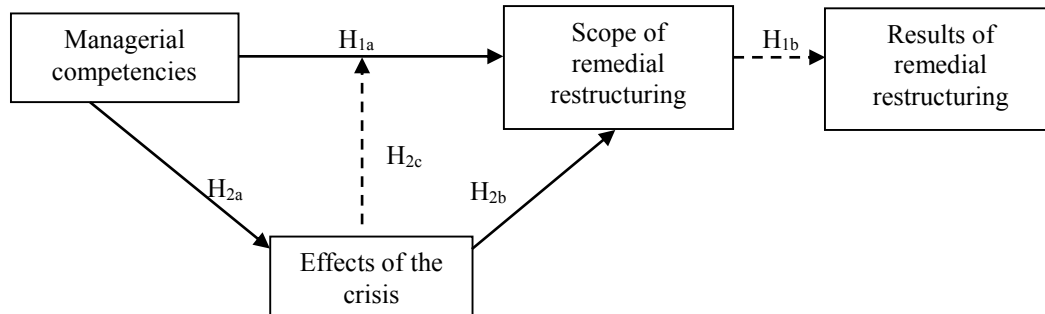 Managerial
competencies
H1a
Scope of
remedial
restructuring
H1b
Results of
remedial
restructuring
H2a
H2c
H2b
Effects of the
crisis